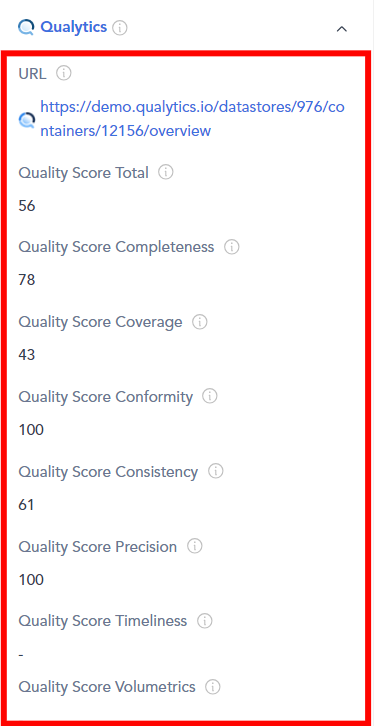 Qualytics
URL
https://demo.qualytics.io/datastores/976/co
ntainers/12156/overview
Quality Score Total
56
Quality Score Completeness
78
Quality Score Coverage
43
Quality Score Conformity
100
Quality Score Consistency
61
Quality Score Precision
100
Quality Score Timeliness
-
Quality Score Volumetrics